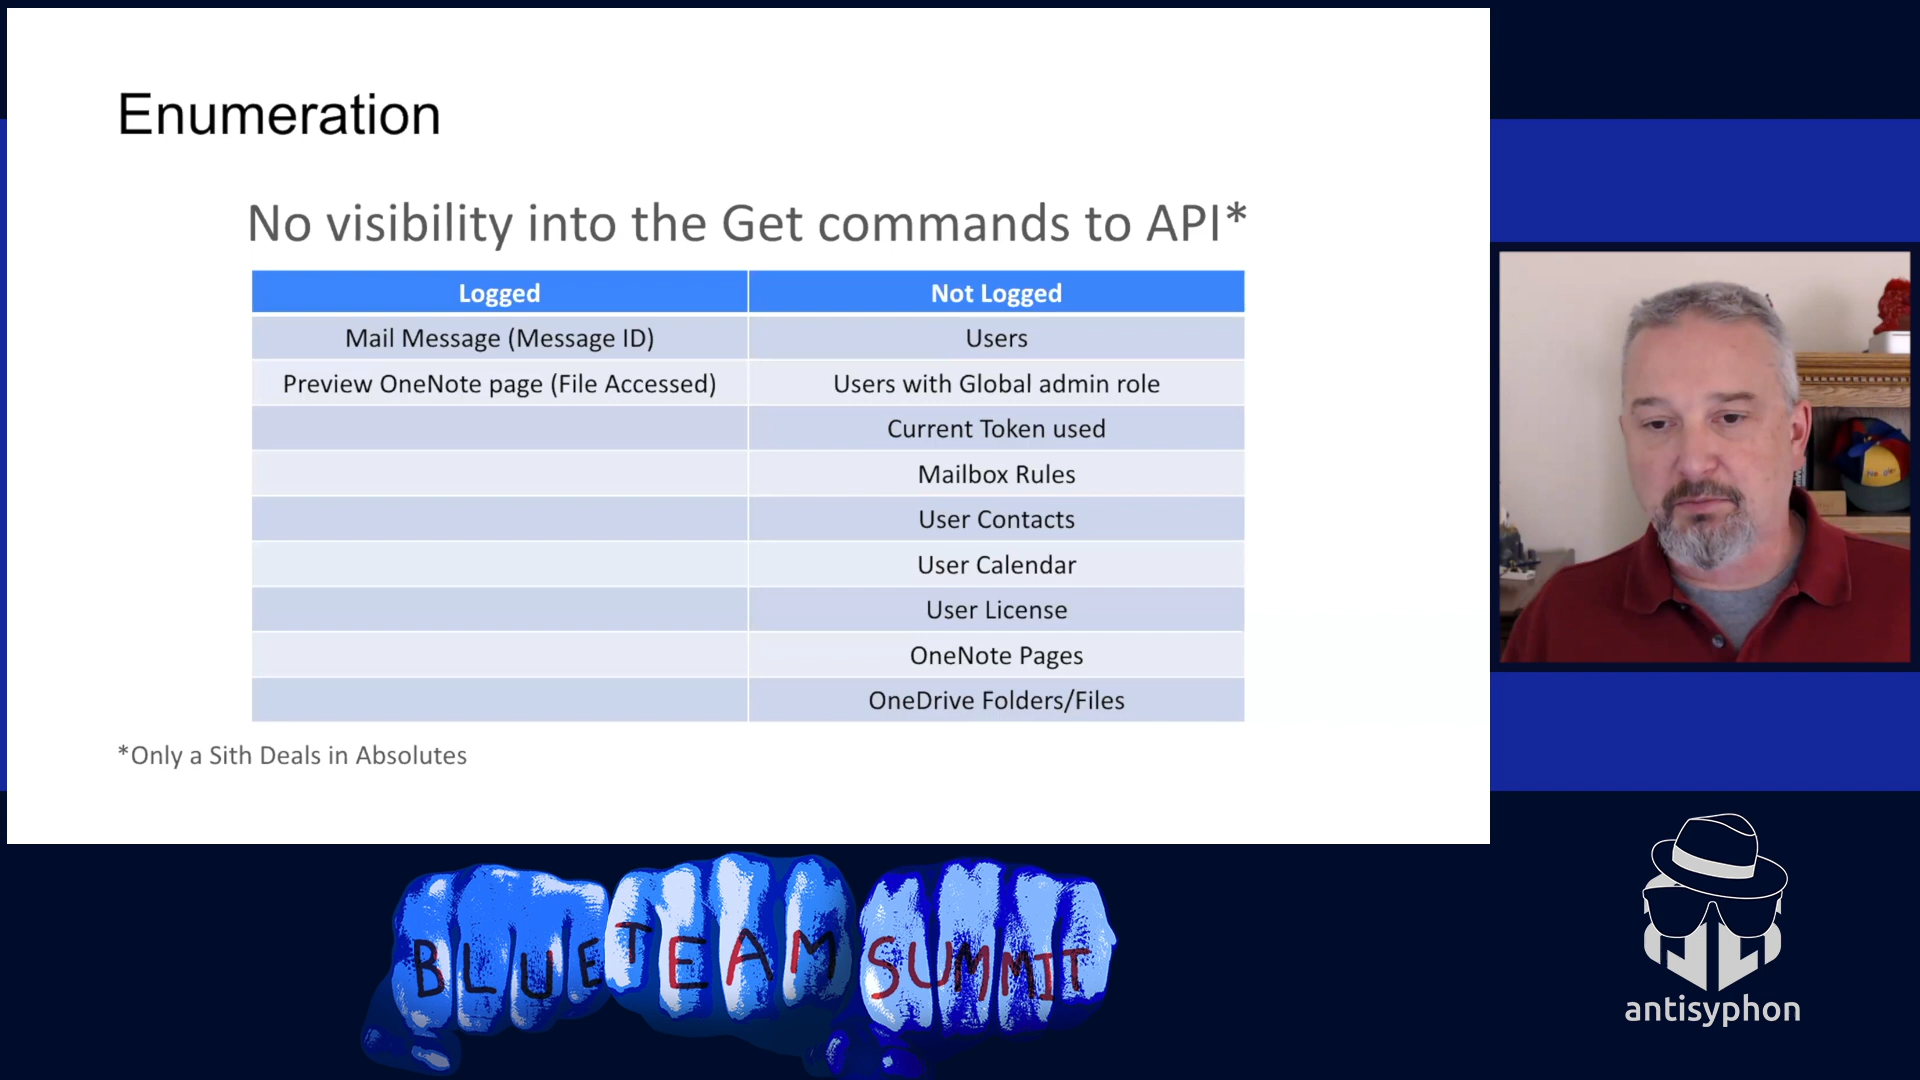 Enumeration
No visibility into the Get commands to API*
Logged Not Logged
Mail Message (Message ID) Users
Preview OneNote page (File Accessed) Users with Global admin role
Current Token used
Mailbox Rules
User Contacts
User Calendar
User License
OneNote Pages
OneDrive Folders/Files
*Only a Sith Deals in Absolutes
BLUE TEAM SUMMIT
antisyphon